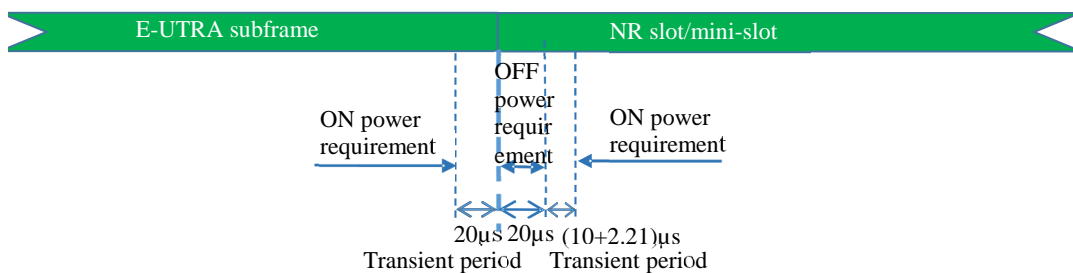 E-UTRA subframe
NR slot/mini-slot
OFF
power
requir
ement
ON power
requirement
ON power
requirement
20µs 20µs (10+2.21)µs
Transient period Transient period